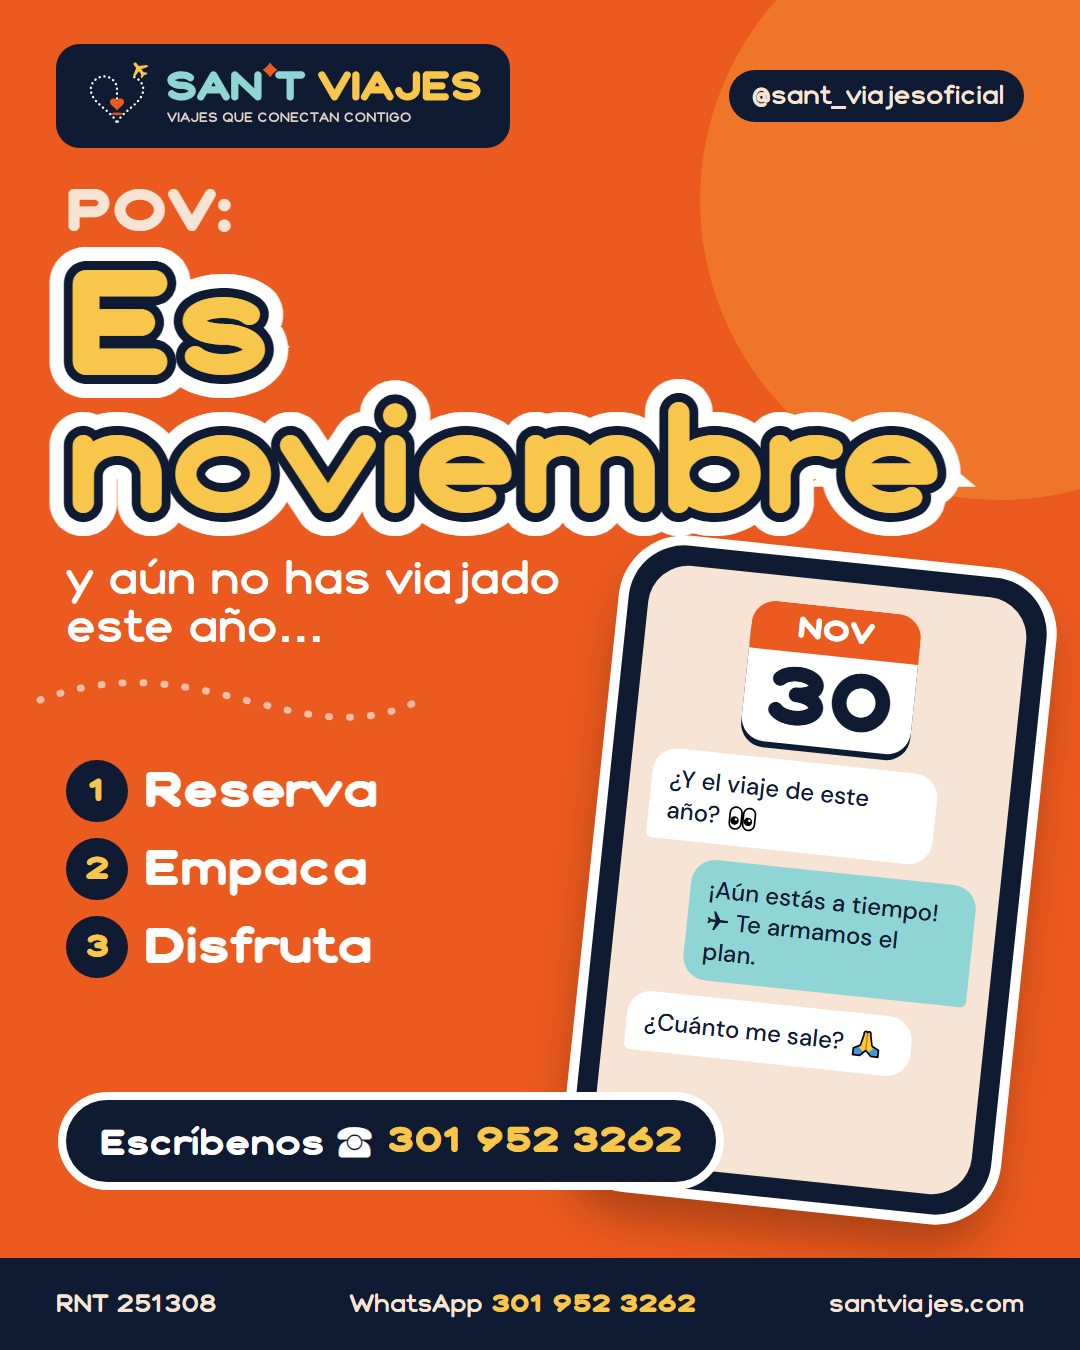 SAN'T VIAJES
VIAJES QUE CONECTAN CONTIGO
@sant_viajesoficial
POV:
Es
noviembre
y aún no has viajado
este año...
NOV
30
¿Y el viaje de este
año? 👀
¡Aún estás a tiempo!
✈ Te armamos el
plan.
¿Cuánto me sale? 🙏
1 Reserva
2 Empaca
3 Disfruta
Escríbenos ☎ 301 952 3262
RNT 251308
WhatsApp 301 952 3262
santviajes.com